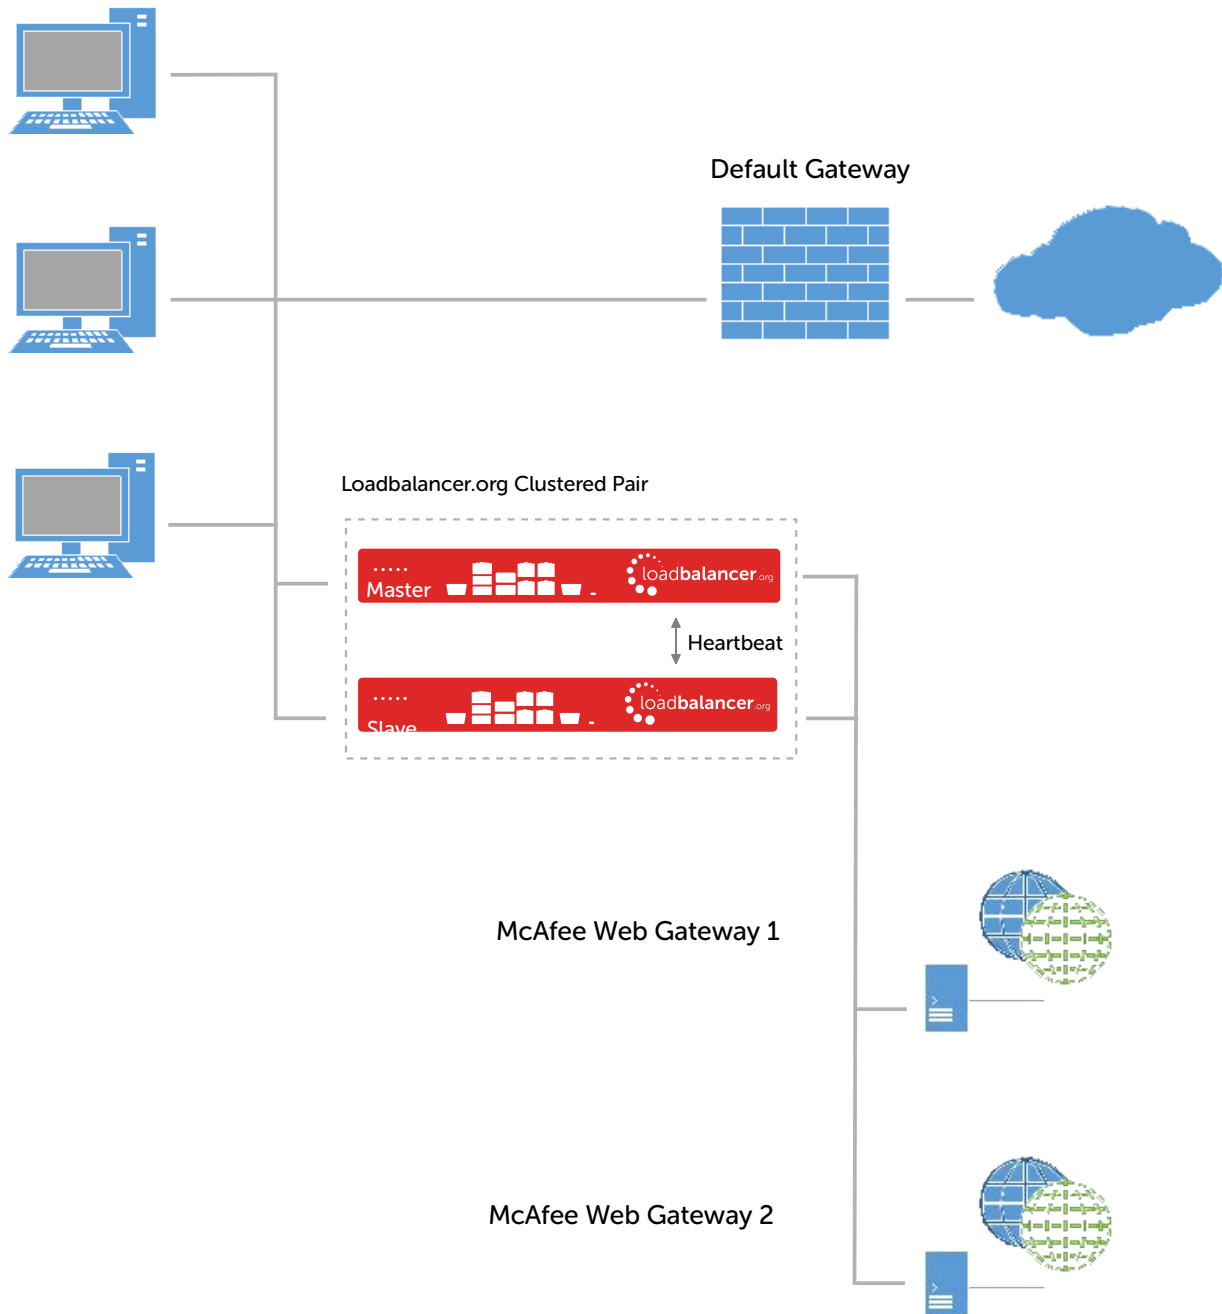 Default Gateway
Loadbalancer.org Clustered Pair
Master
loadbalancer.org
Heartbeat
Slave
loadbalancer.org
McAfee Web Gateway 1
McAfee Web Gateway 2